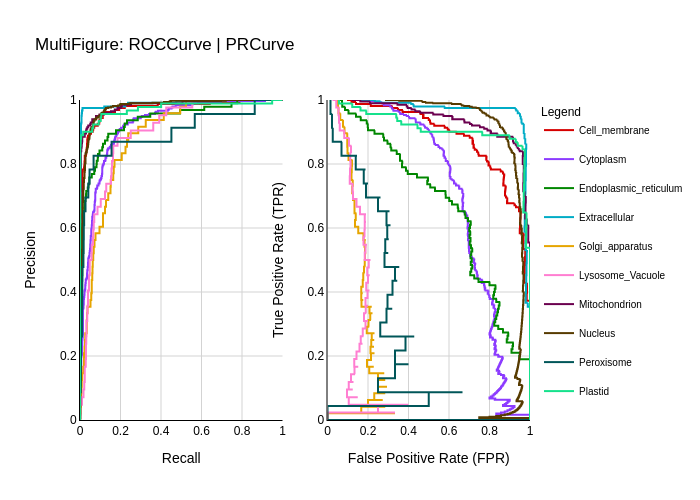 MultiFigure: ROCCurve | PRCurve
Precision
1
0.8
0.6
0.4
0.2
0
0 0.2 0.4 0.6 0.8 1
Recall
True Positive Rate (TPR)
1
0.8
0.6
0.4
0.2
0
0 0.2 0.4 0.6 0.8 1
False Positive Rate (FPR)
Legend
Cell_membrane
Cytoplasm
Endoplasmic_reticulum
Extracellular
Golgi_apparatus
Lysosome_Vacuole
Mitochondrion
Nucleus
Peroxisome
Plastid